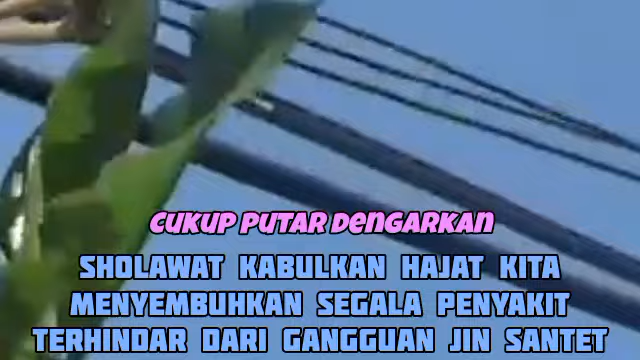 CUKUP PUTAR DENGARKAN
SHOLAWAT KABULKAN HAJAT KITA
MENYEMBUHKAN SEGALA PENYAKIT
TERHINDAR DARI GANGGUAN JIN SANTET